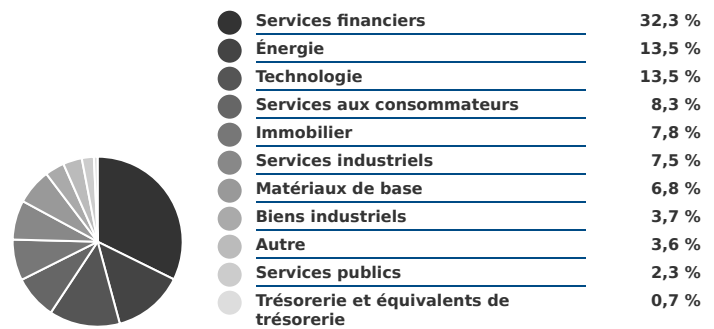 Services financiers 32,3 %
Énergie 13,5 %
Technologie 13,5 %
Services aux consommateurs 8,3 %
Immobilier 7,8 %
Services industriels 7,5 %
Matériaux de base 6,8 %
Biens industriels 3,7 %
Autre 3,6 %
Services publics 2,3 %
Trésorerie et équivalents de 0,7 %
trésorerie